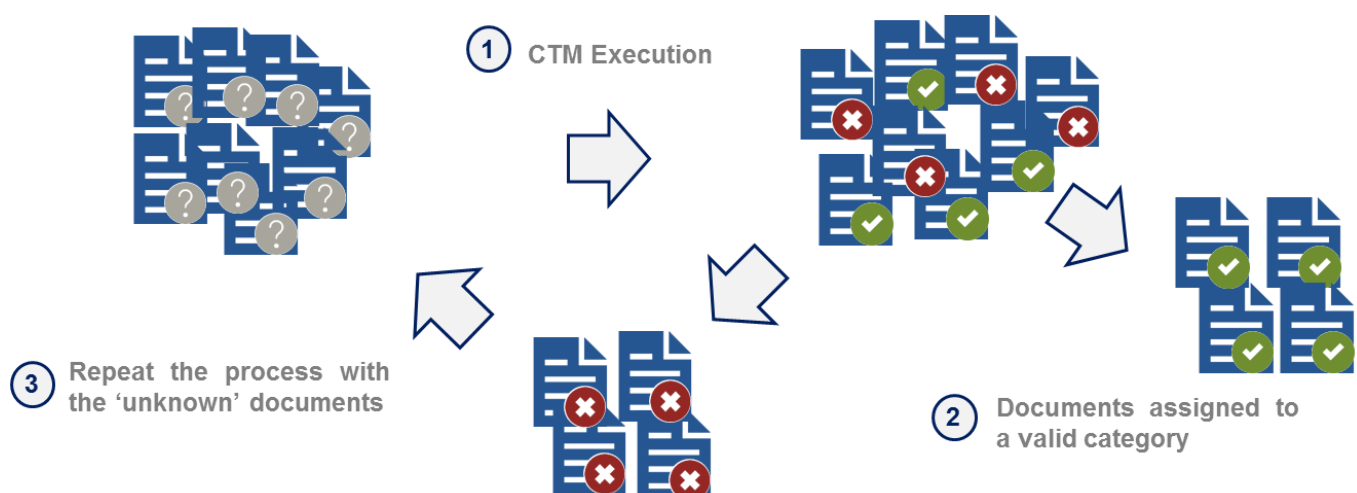 1 CTM Execution
3 Repeat the process with
the ‘unknown’ documents
2 Documents assigned to
a valid category